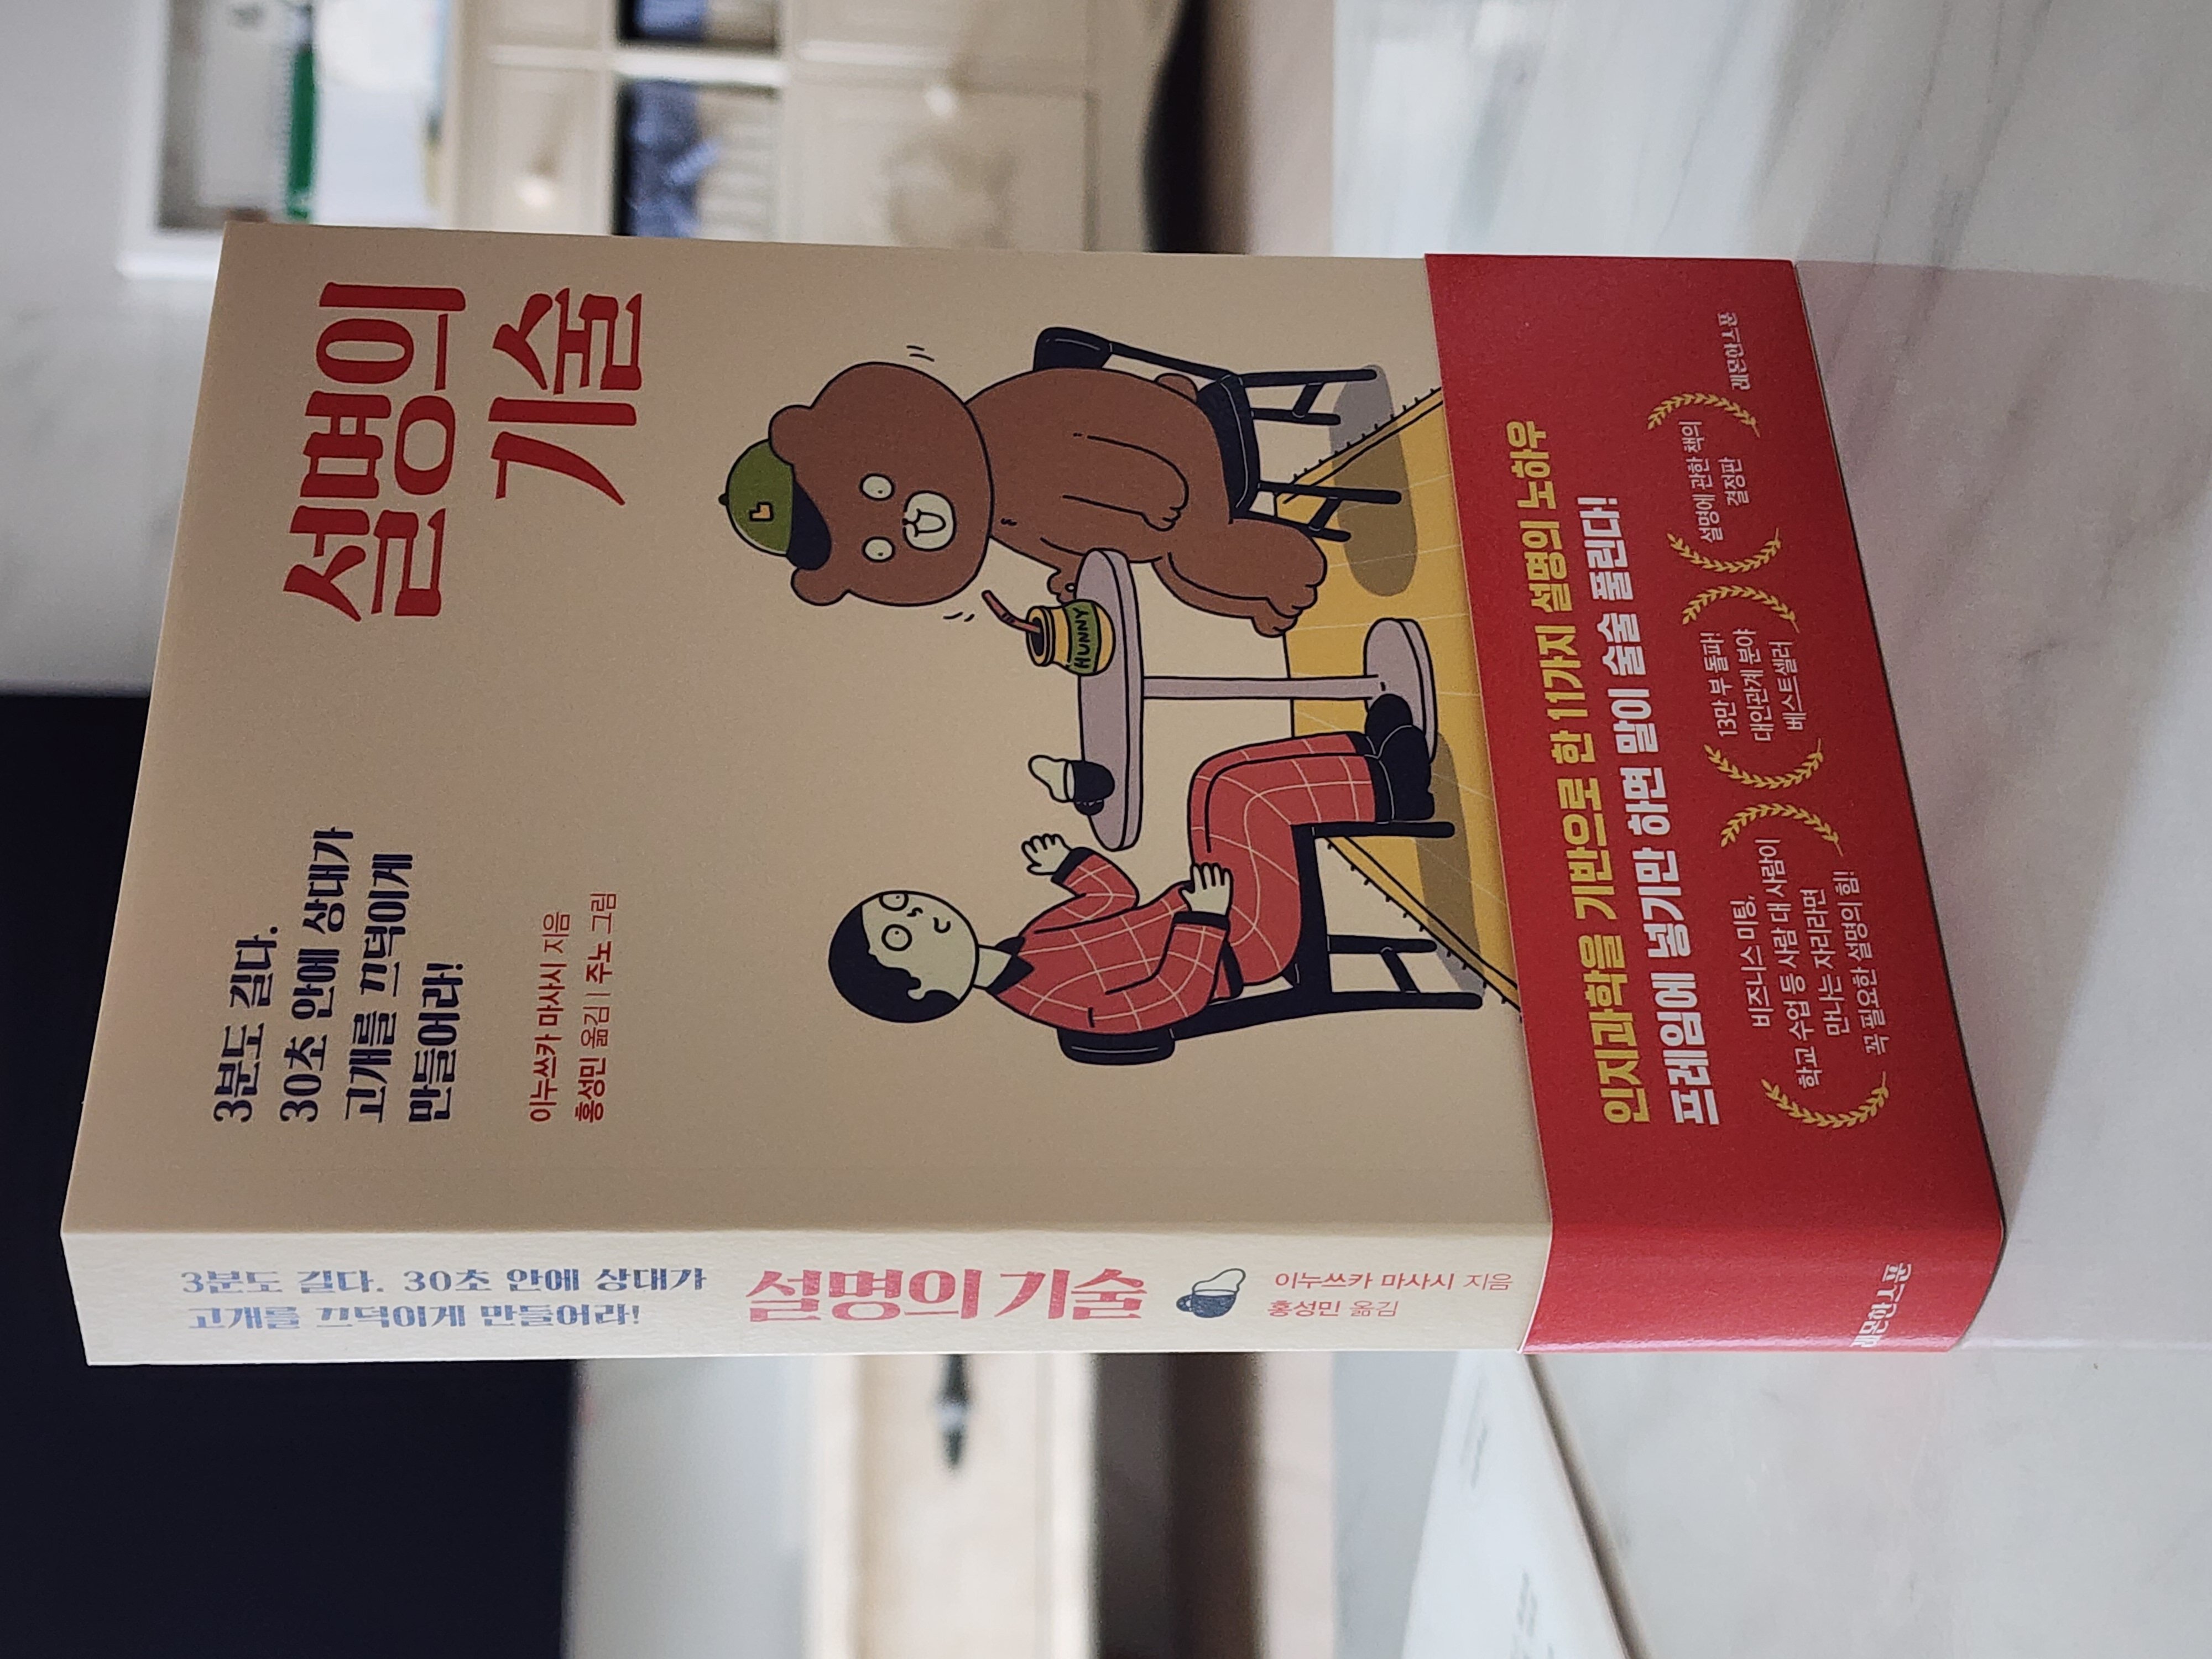 3분도 길다.
30초 안에 상대가
고개를 끄덕이게
만들어라!
설명의
기술
이누쓰카 마사시 지음
홍성민 옮김 | 주노 그림
HUNNY
인지과학을 기반으로 한 11가지 설명의 노하우
프레임에 넣기만 하면 말이 술술 풀린다!
비즈니스 미팅,
학교 수업 등 사람 대 사람이
만나는 자리라면
꼭 필요한 설명의 힘!
13만 부 돌파!
대인관계 분야
베스트셀러
설명에 관한 책의
결정판
레몬한스푼
3분도 길다. 30초 안에 상대가
고개를 끄덕이게 만들어라!
설명의 기술
이누쓰카 마사시 지음
홍성민 옮김
레몬한스푼